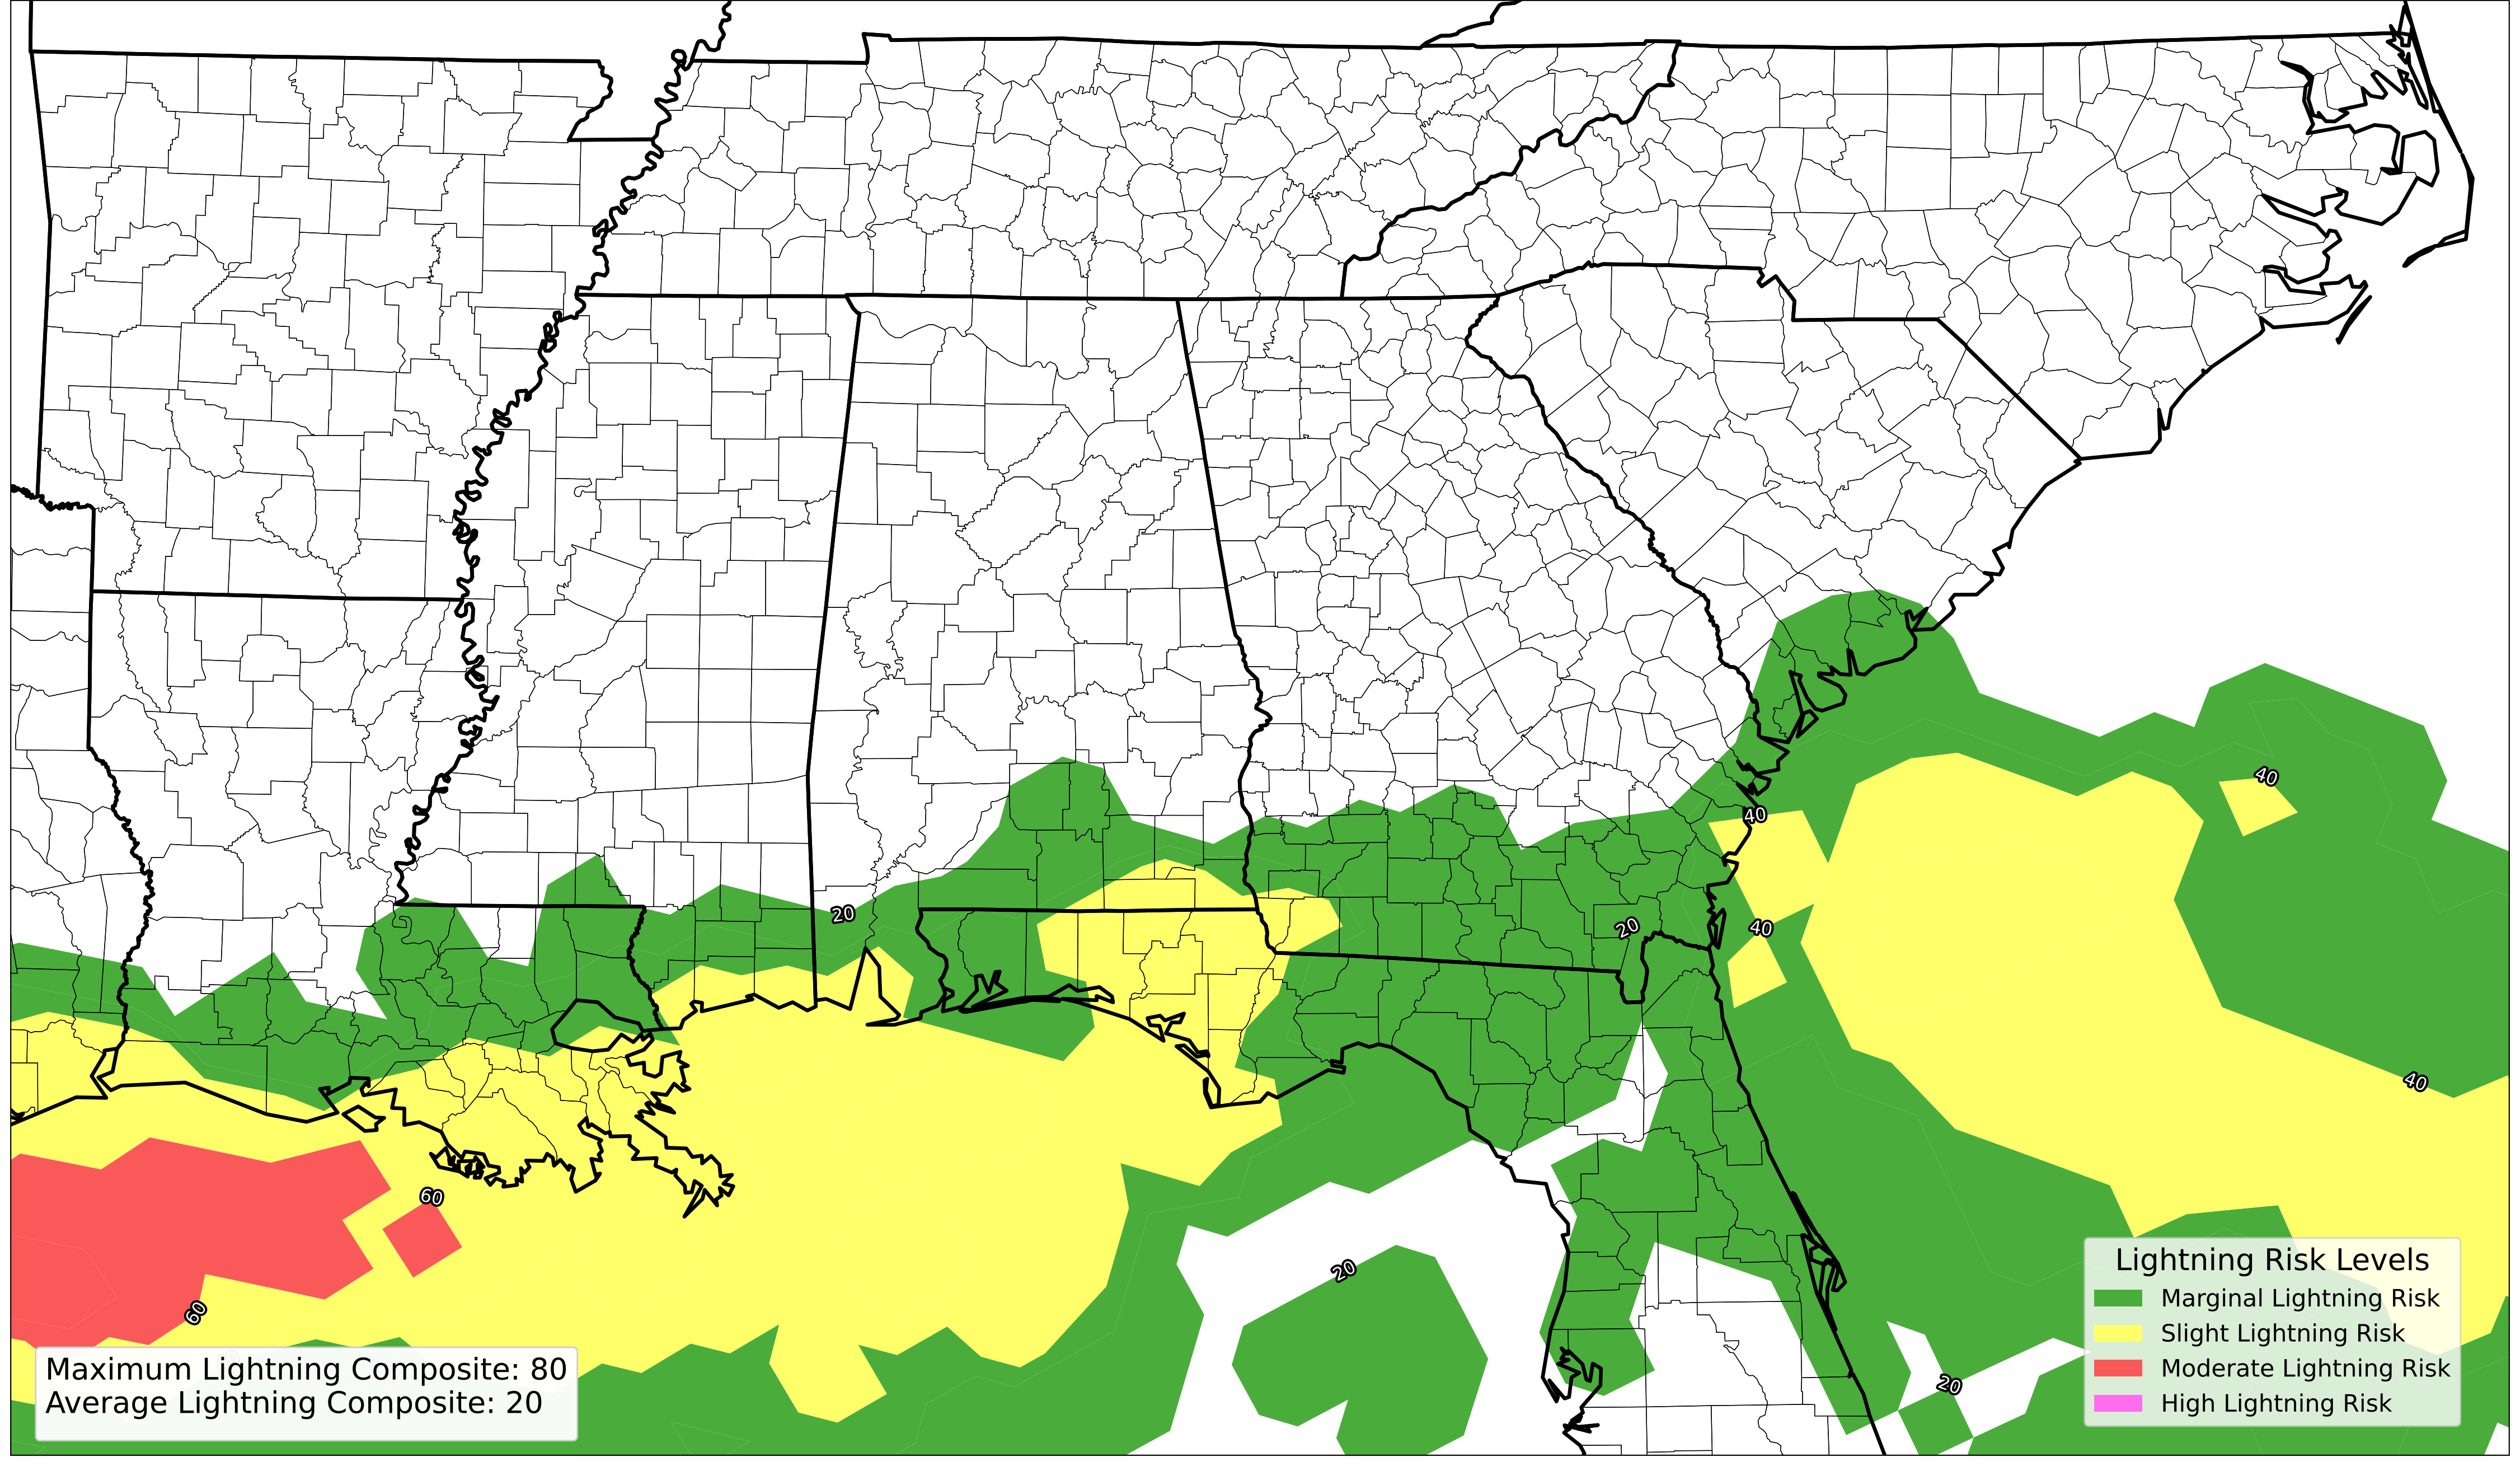 40
40
20
20
40
40
60
20
60
20
Lightning Risk Levels
Marginal Lightning Risk
Slight Lightning Risk
Moderate Lightning Risk
High Lightning Risk
Maximum Lightning Composite: 80
Average Lightning Composite: 20